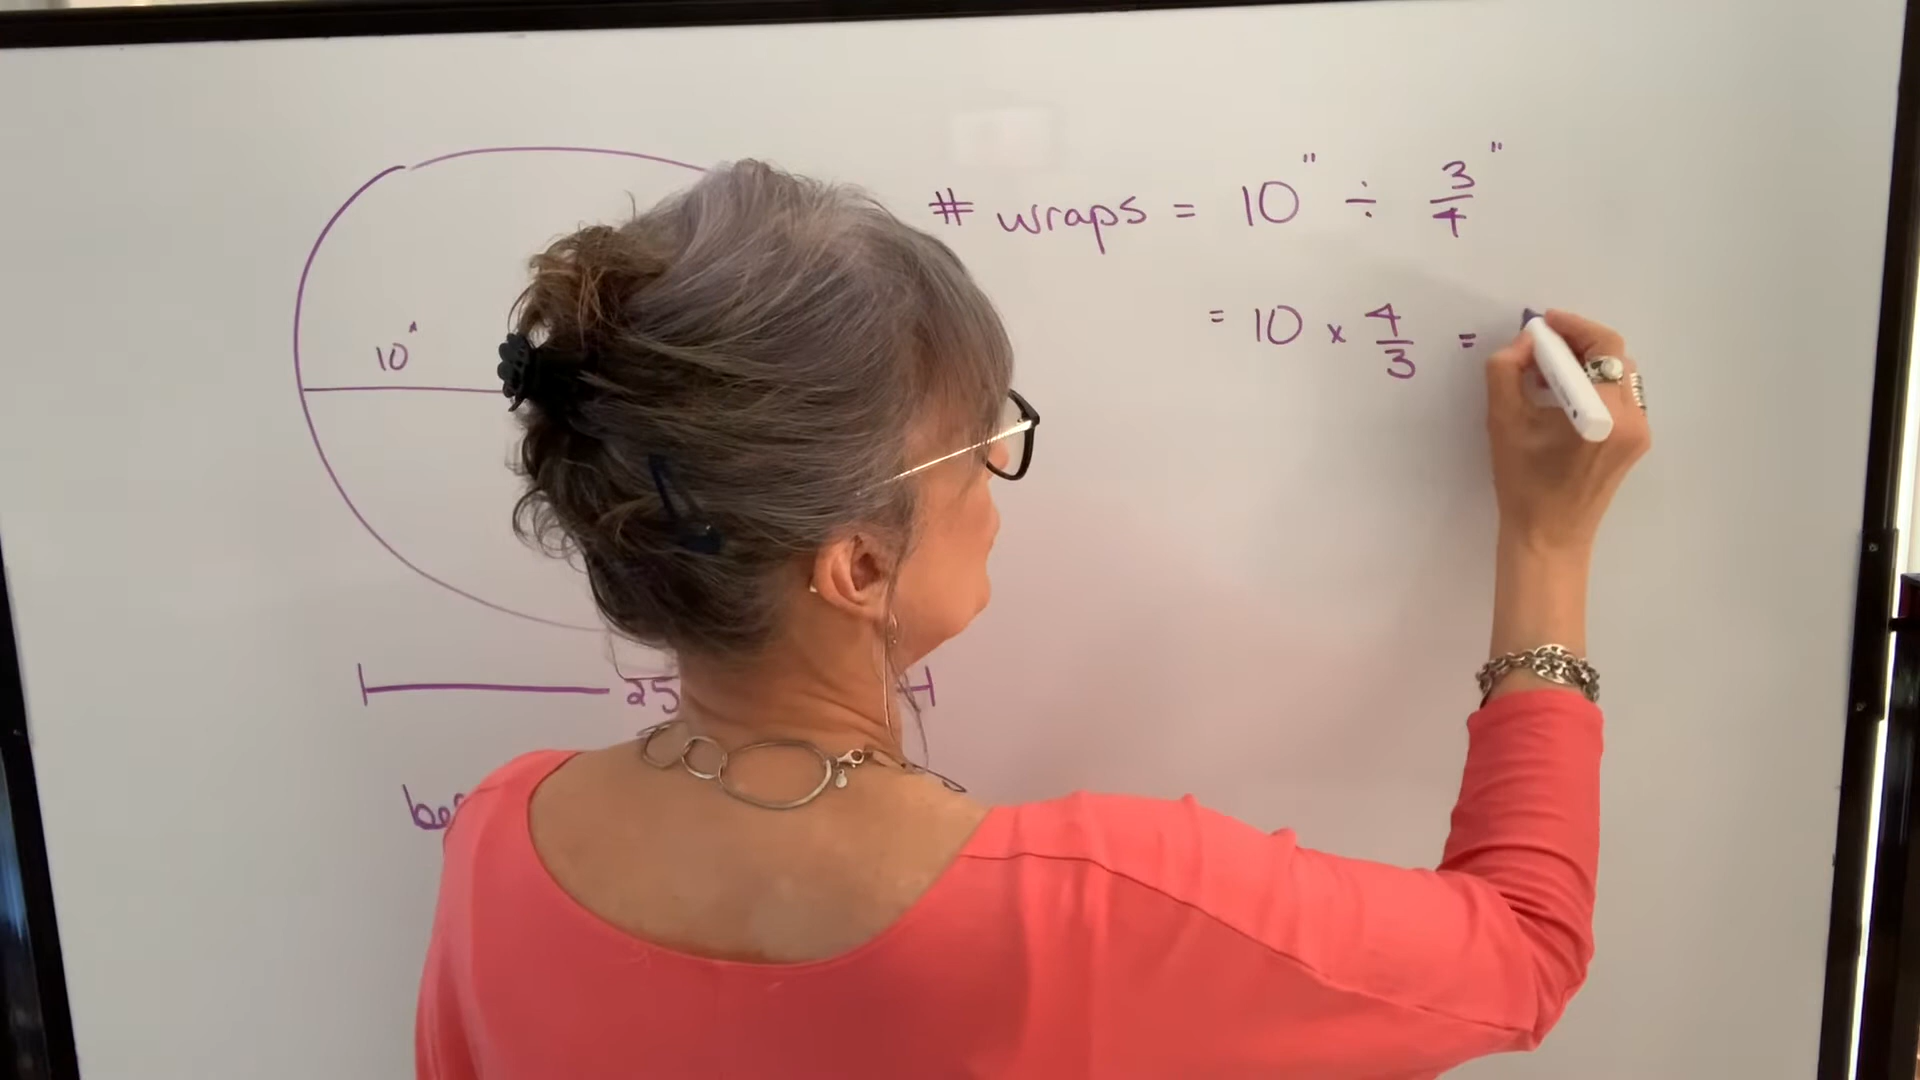 # wraps = 10" ÷ 3/4"
= 10 × 4/3 =
10"
25